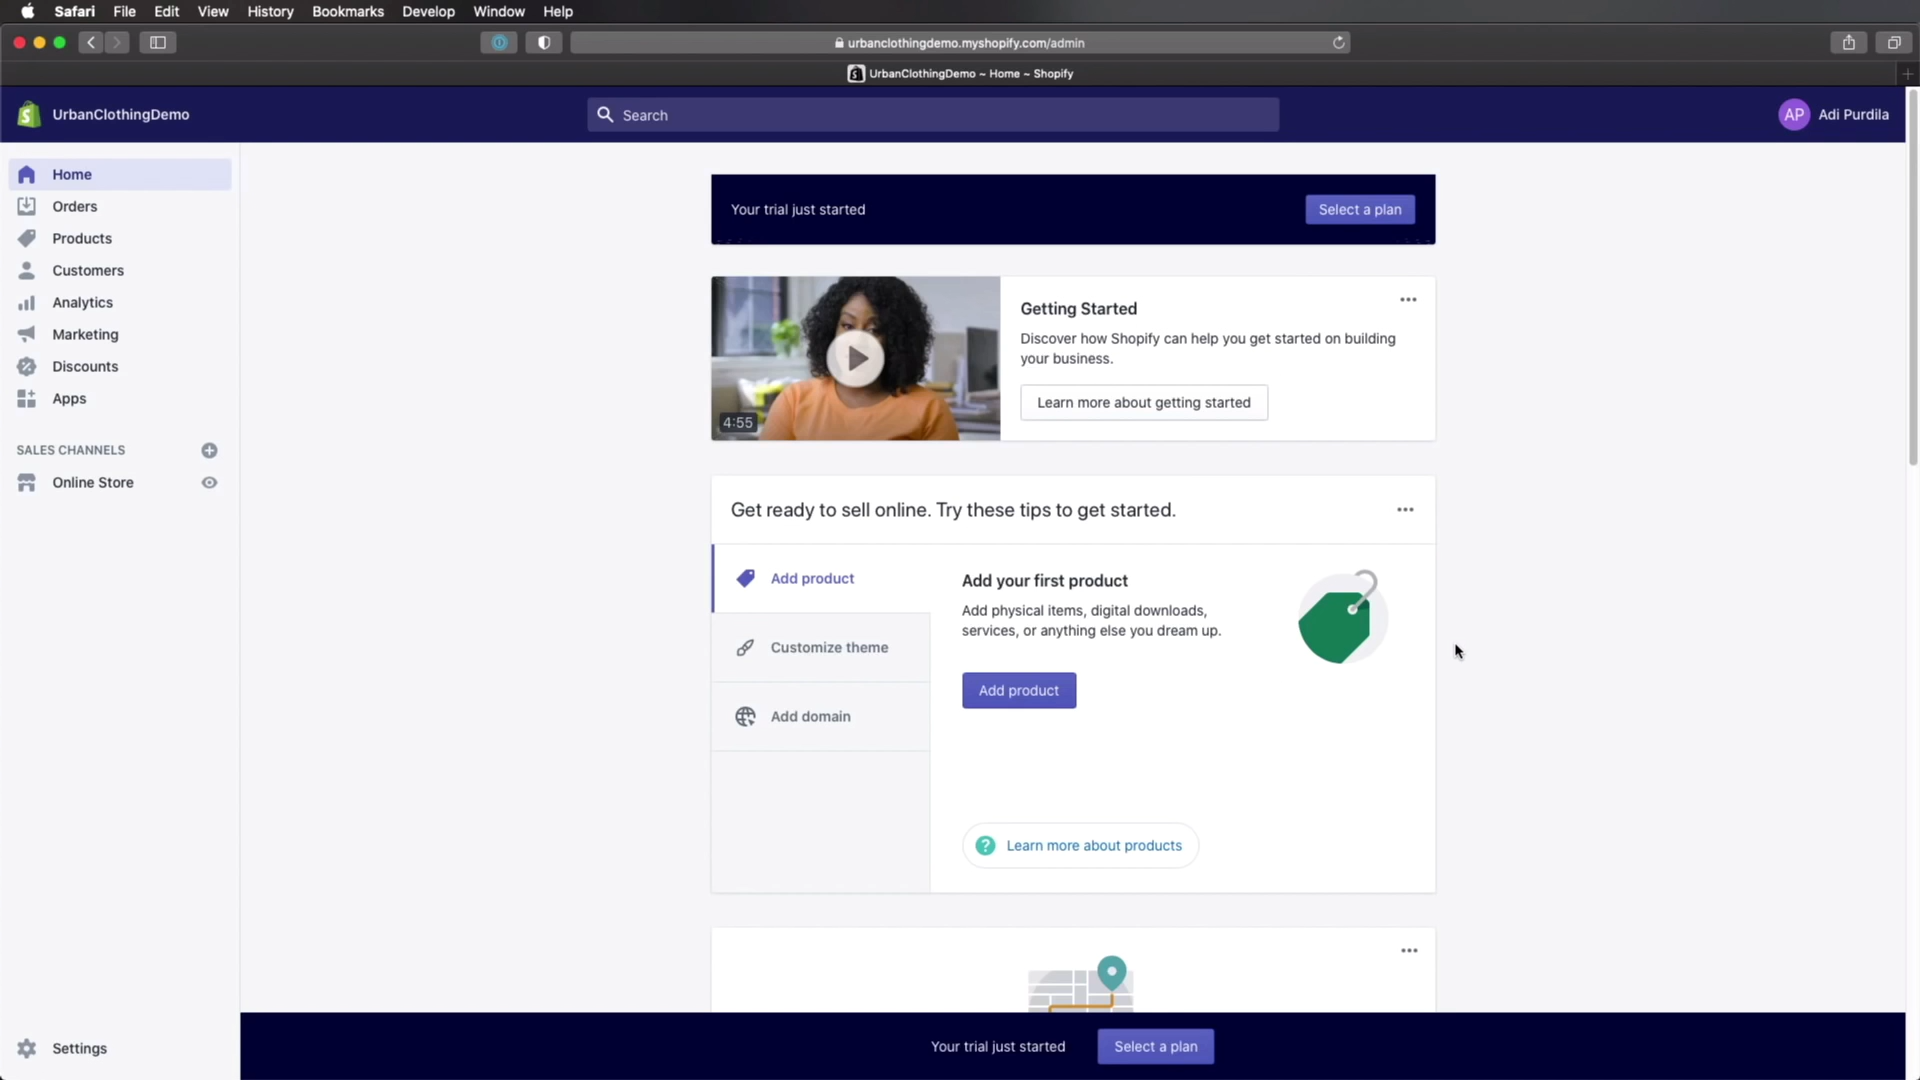 Safari File Edit View History Bookmarks Develop Window Help
urbanclothingdemo.myshopify.com/admin
UrbanClothingDemo ~ Home ~ Shopify
UrbanClothingDemo
Search
AP Adi Purdila
Home
Orders
Products
Customers
Analytics
Marketing
Discounts
Apps
SALES CHANNELS
Online Store
Settings
Your trial just started
Select a plan
4:55
Getting Started
Discover how Shopify can help you get started on building
your business.
Learn more about getting started
Get ready to sell online. Try these tips to get started.
Add product
Customize theme
Add domain
Add your first product
Add physical items, digital downloads,
services, or anything else you dream up.
Add product
? Learn more about products
Your trial just started
Select a plan